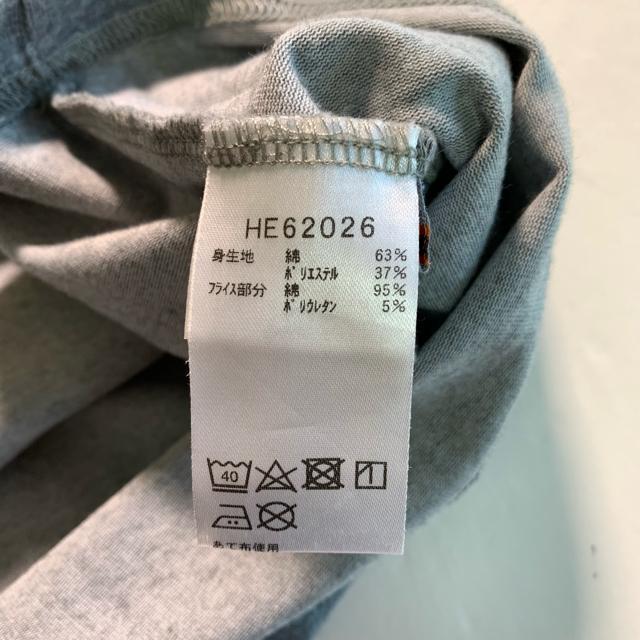 HE62026
身生地 綿 63%
ポリエステル 37%
フライス部分 綿 95%
ポリウレタン 5%
40
あて布使用